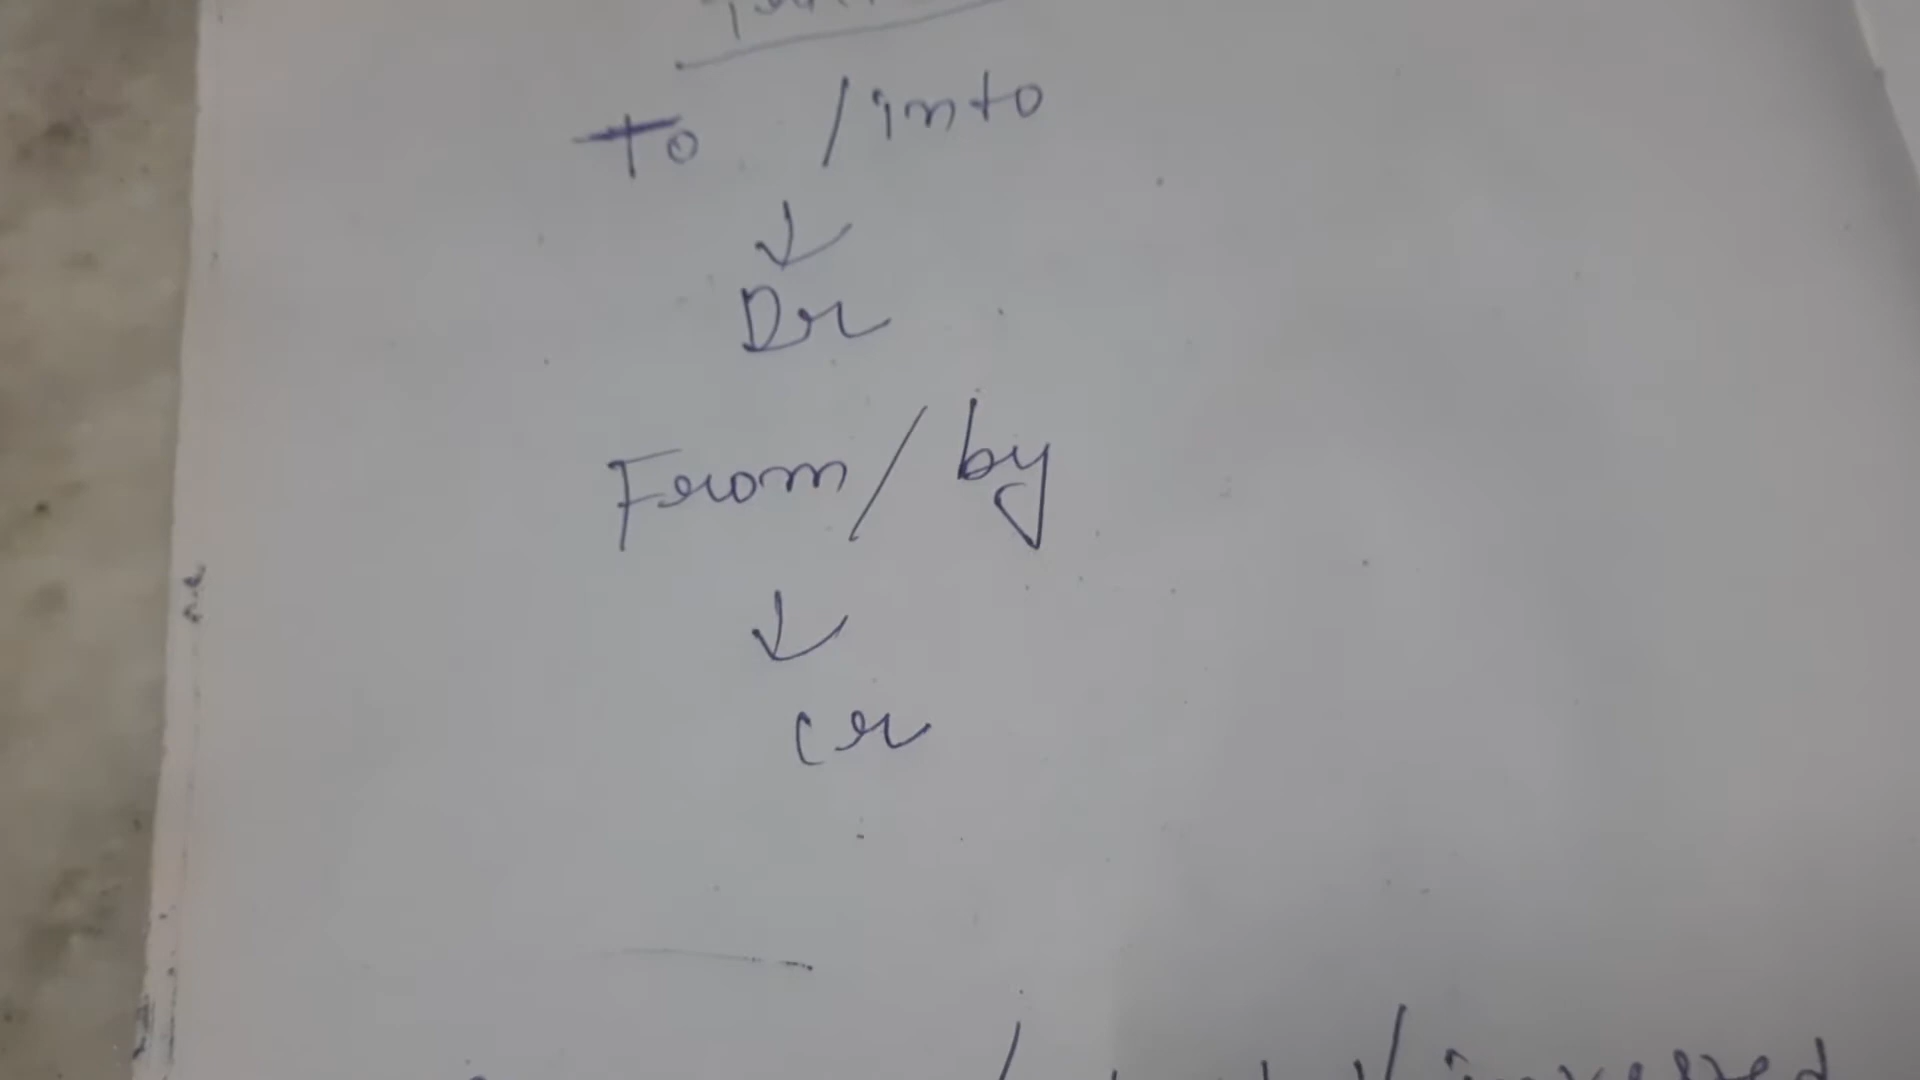 To /into
↓
Dr
From/by
↓
Cr